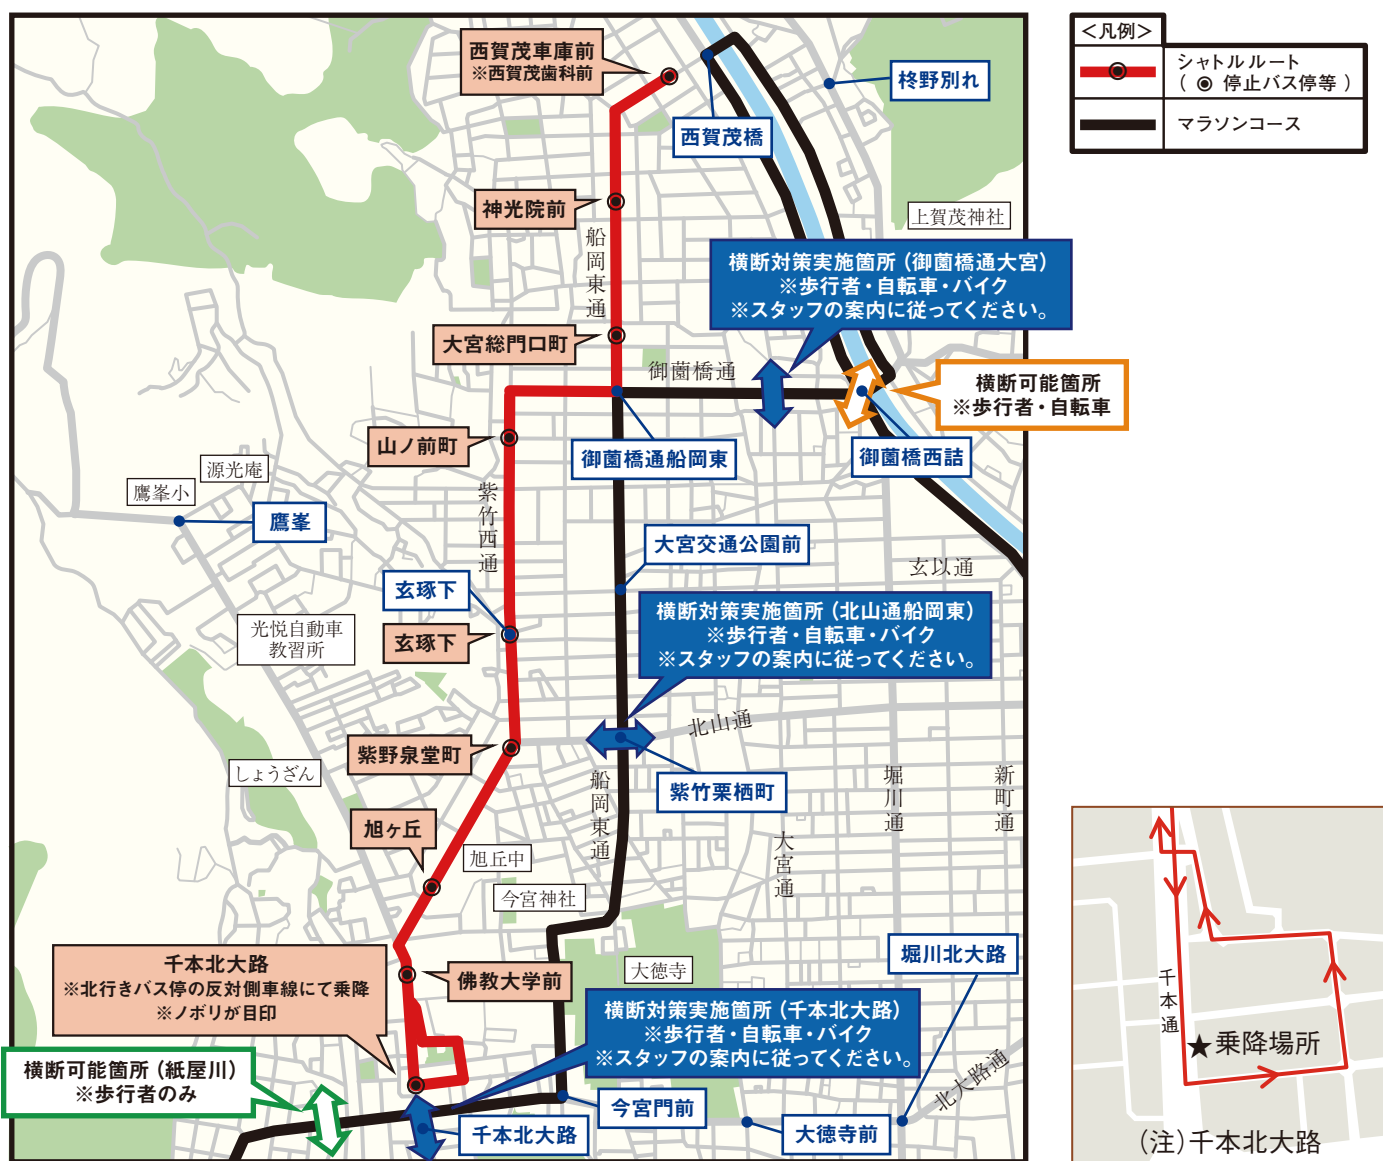 西賀茂車庫前
※西賀茂歯科前
柊野別れ
西賀茂橋
神光院前
上賀茂神社
船岡東通
横断対策実施箇所（御薗橋通大宮）
※歩行者・自転車・バイク
※スタッフの案内に従ってください。
大宮総門口町
御薗橋通
横断可能箇所
※歩行者・自転車
山ノ前町
御薗橋通船岡東
御薗橋西詰
源光庵
鷹峯小
鷹峯
紫竹西通
大宮交通公園前
玄以通
玄琢下
玄琢下
光悦自動車
教習所
横断対策実施箇所（北山通船岡東）
※歩行者・自転車・バイク
※スタッフの案内に従ってください。
北山通
紫野泉堂町
しょうざん
紫竹栗栖町
船岡東通
堀川通
新町通
大宮通
旭ヶ丘
旭丘中
今宮神社
千本北大路
※北行きバス停の反対側車線にて乗降
※ノボリが目印
佛教大学前
大徳寺
堀川北大路
横断対策実施箇所（千本北大路）
※歩行者・自転車・バイク
※スタッフの案内に従ってください。
横断可能箇所（紙屋川）
※歩行者のみ
千本北大路
今宮門前
大徳寺前
北大路通
＜凡例＞
シャトルルート
（ ◉ 停止バス停等 ）
マラソンコース
千本通
★乗降場所
（注）千本北大路